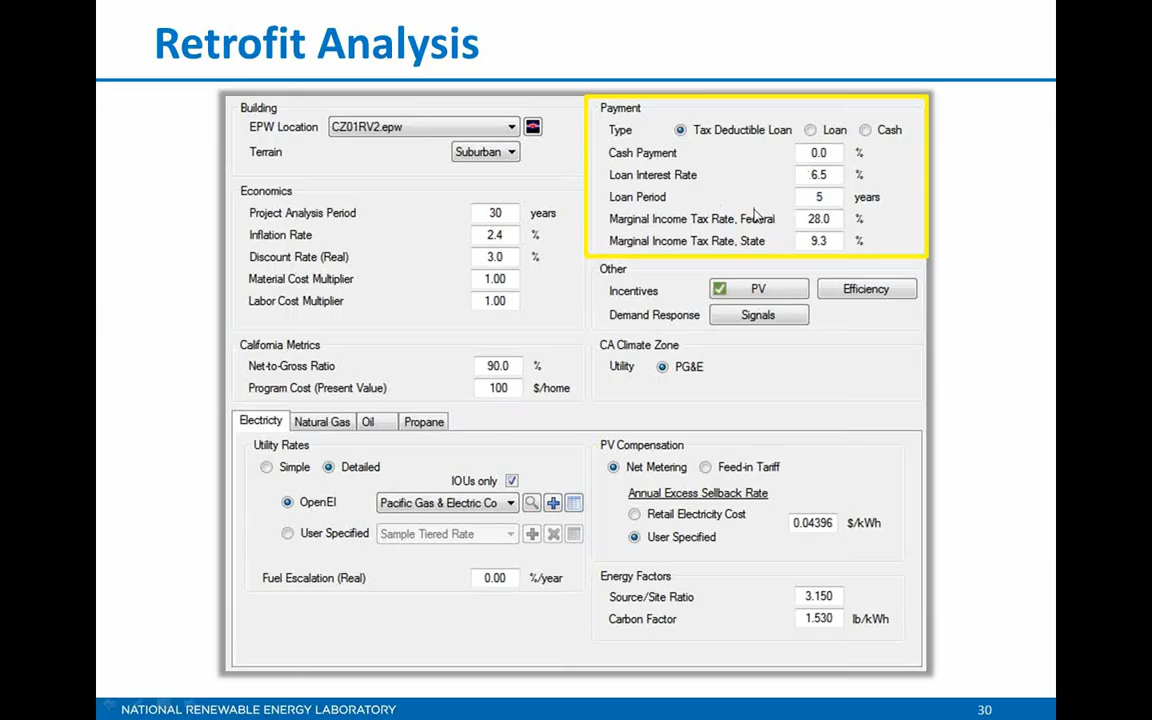 Retrofit Analysis
Building
EPW Location CZ01RV2.epw
Terrain Suburban
Economics
Project Analysis Period 30 years
Inflation Rate 2.4 %
Discount Rate (Real) 3.0 %
Material Cost Multiplier 1.00
Labor Cost Multiplier 1.00
California Metrics
Net-to-Gross Ratio 90.0 %
Program Cost (Present Value) 100 $/home
Payment
Type Tax Deductible Loan Loan Cash
Cash Payment 0.0 %
Loan Interest Rate 6.5 %
Loan Period 5 years
Marginal Income Tax Rate, Federal 28.0 %
Marginal Income Tax Rate, State 9.3 %
Other
Incentives PV Efficiency
Demand Response Signals
CA Climate Zone
Utility PG&E
Electricty Natural Gas Oil Propane
Utility Rates
Simple Detailed
IOUs only
OpenEI Pacific Gas & Electric Co
User Specified Sample Tiered Rate
Fuel Escalation (Real) 0.00 %/year
PV Compensation
Net Metering Feed-in Tariff
Annual Excess Sellback Rate
Retail Electricity Cost
0.04396 $/kWh
User Specified
Energy Factors
Source/Site Ratio 3.150
Carbon Factor 1.530 lb/kWh
NATIONAL RENEWABLE ENERGY LABORATORY 30